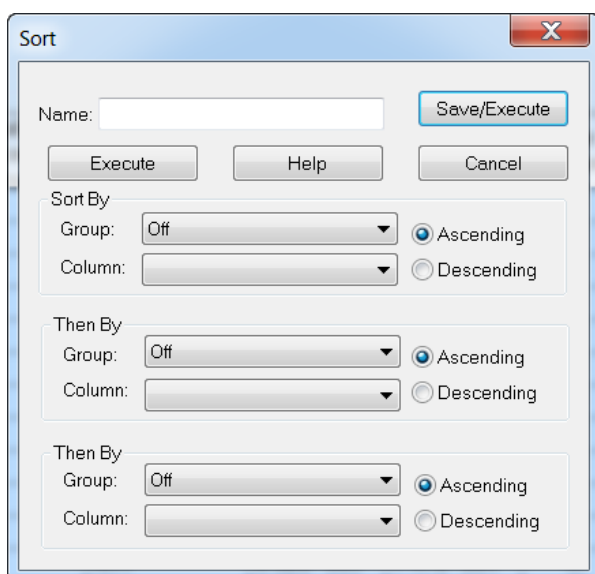 Sort
Name:
Save/Execute
Execute
Help
Cancel
Sort By
Group:
Off
Ascending
Column:
Descending
Then By
Group:
Off
Ascending
Column:
Descending
Then By
Group:
Off
Ascending
Column:
Descending